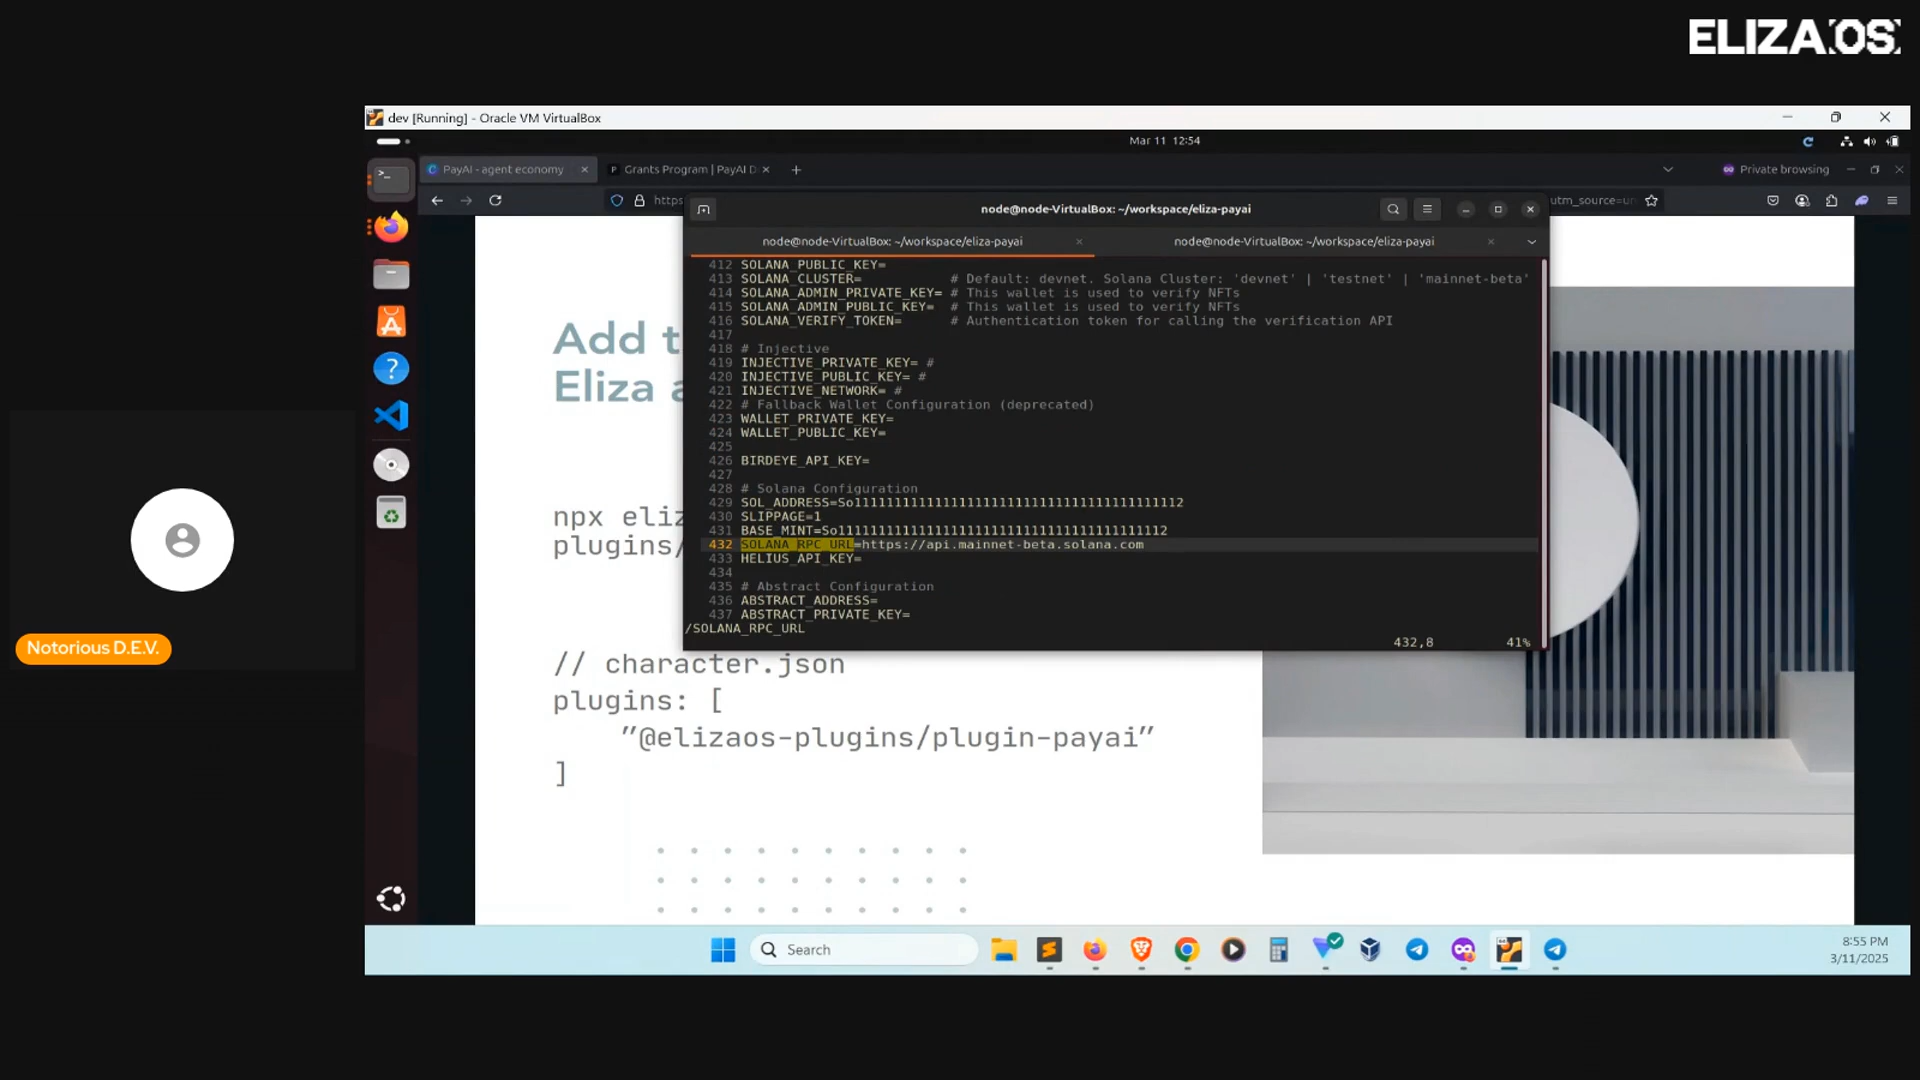 ELIZA OS
dev [Running] - Oracle VM VirtualBox
Mar 11 12:54
PayAI - agent economy
Grants Program | PayAI D
Private browsing
https
utm_source=u
node@node-VirtualBox: ~/workspace/eliza-payai
node@node-VirtualBox: ~/workspace/eliza-payai
node@node-VirtualBox: ~/workspace/eliza-payai
412 SOLANA_PUBLIC_KEY=
413 SOLANA_CLUSTER= # Default: devnet. Solana Cluster: 'devnet' | 'testnet' | 'mainnet-beta'
414 SOLANA_ADMIN_PRIVATE_KEY= # This wallet is used to verify NFTs
415 SOLANA_ADMIN_PUBLIC_KEY= # This wallet is used to verify NFTs
416 SOLANA_VERIFY_TOKEN= # Authentication token for calling the verification API
417
418 # Injective
419 INJECTIVE_PRIVATE_KEY= #
420 INJECTIVE_PUBLIC_KEY= #
421 INJECTIVE_NETWORK= #
422 # Fallback Wallet Configuration (deprecated)
423 WALLET_PRIVATE_KEY=
424 WALLET_PUBLIC_KEY=
425
426 BIRDEYE_API_KEY=
427
428 # Solana Configuration
429 SOL_ADDRESS=So11111111111111111111111111111111111111112
430 SLIPPAGE=1
431 BASE_MINT=So11111111111111111111111111111111111111112
432 SOLANA_RPC_URL=https://api.mainnet-beta.solana.com
433 HELIUS_API_KEY=
434
435 # Abstract Configuration
436 ABSTRACT_ADDRESS=
437 ABSTRACT_PRIVATE_KEY=
/SOLANA_RPC_URL
432,8 41%
Add t
Eliza a
npx eliz
plugins/
// character.json
plugins: [
"@elizaos-plugins/plugin-payai"
]
Notorious D.E.V.
Search
8:55 PM
3/11/2025